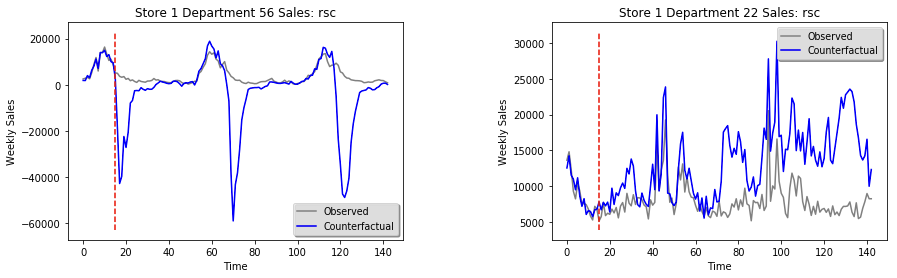 Store 1 Department 56 Sales: rsc
20000
0
−20000
−40000
−60000
Weekly Sales
0 20 40 60 80 100 120 140
Time
Observed
Counterfactual
Store 1 Department 22 Sales: rsc
30000
25000
20000
15000
10000
5000
Weekly Sales
0 20 40 60 80 100 120 140
Time
Observed
Counterfactual